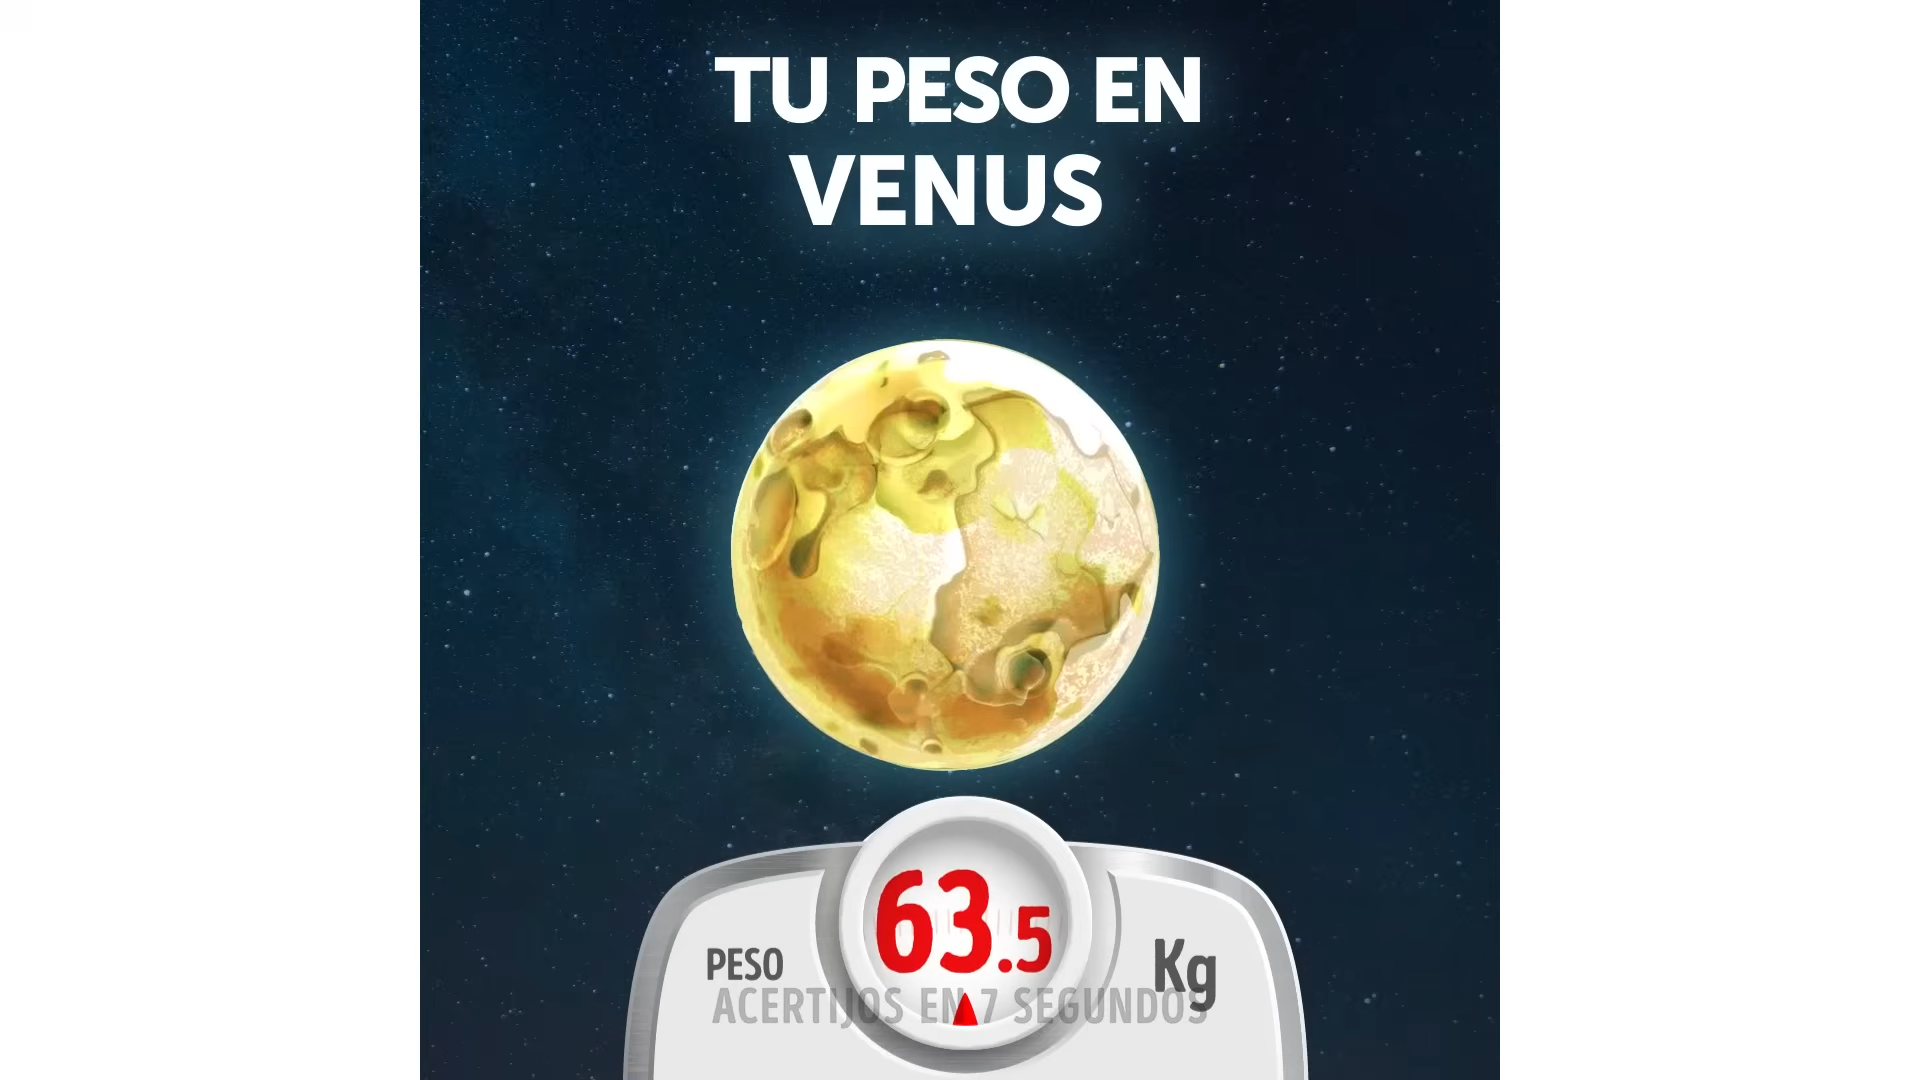 TU PESO EN
VENUS
63.5
PESO
Kg
ACERTIJOS EN 7 SEGUNDOS